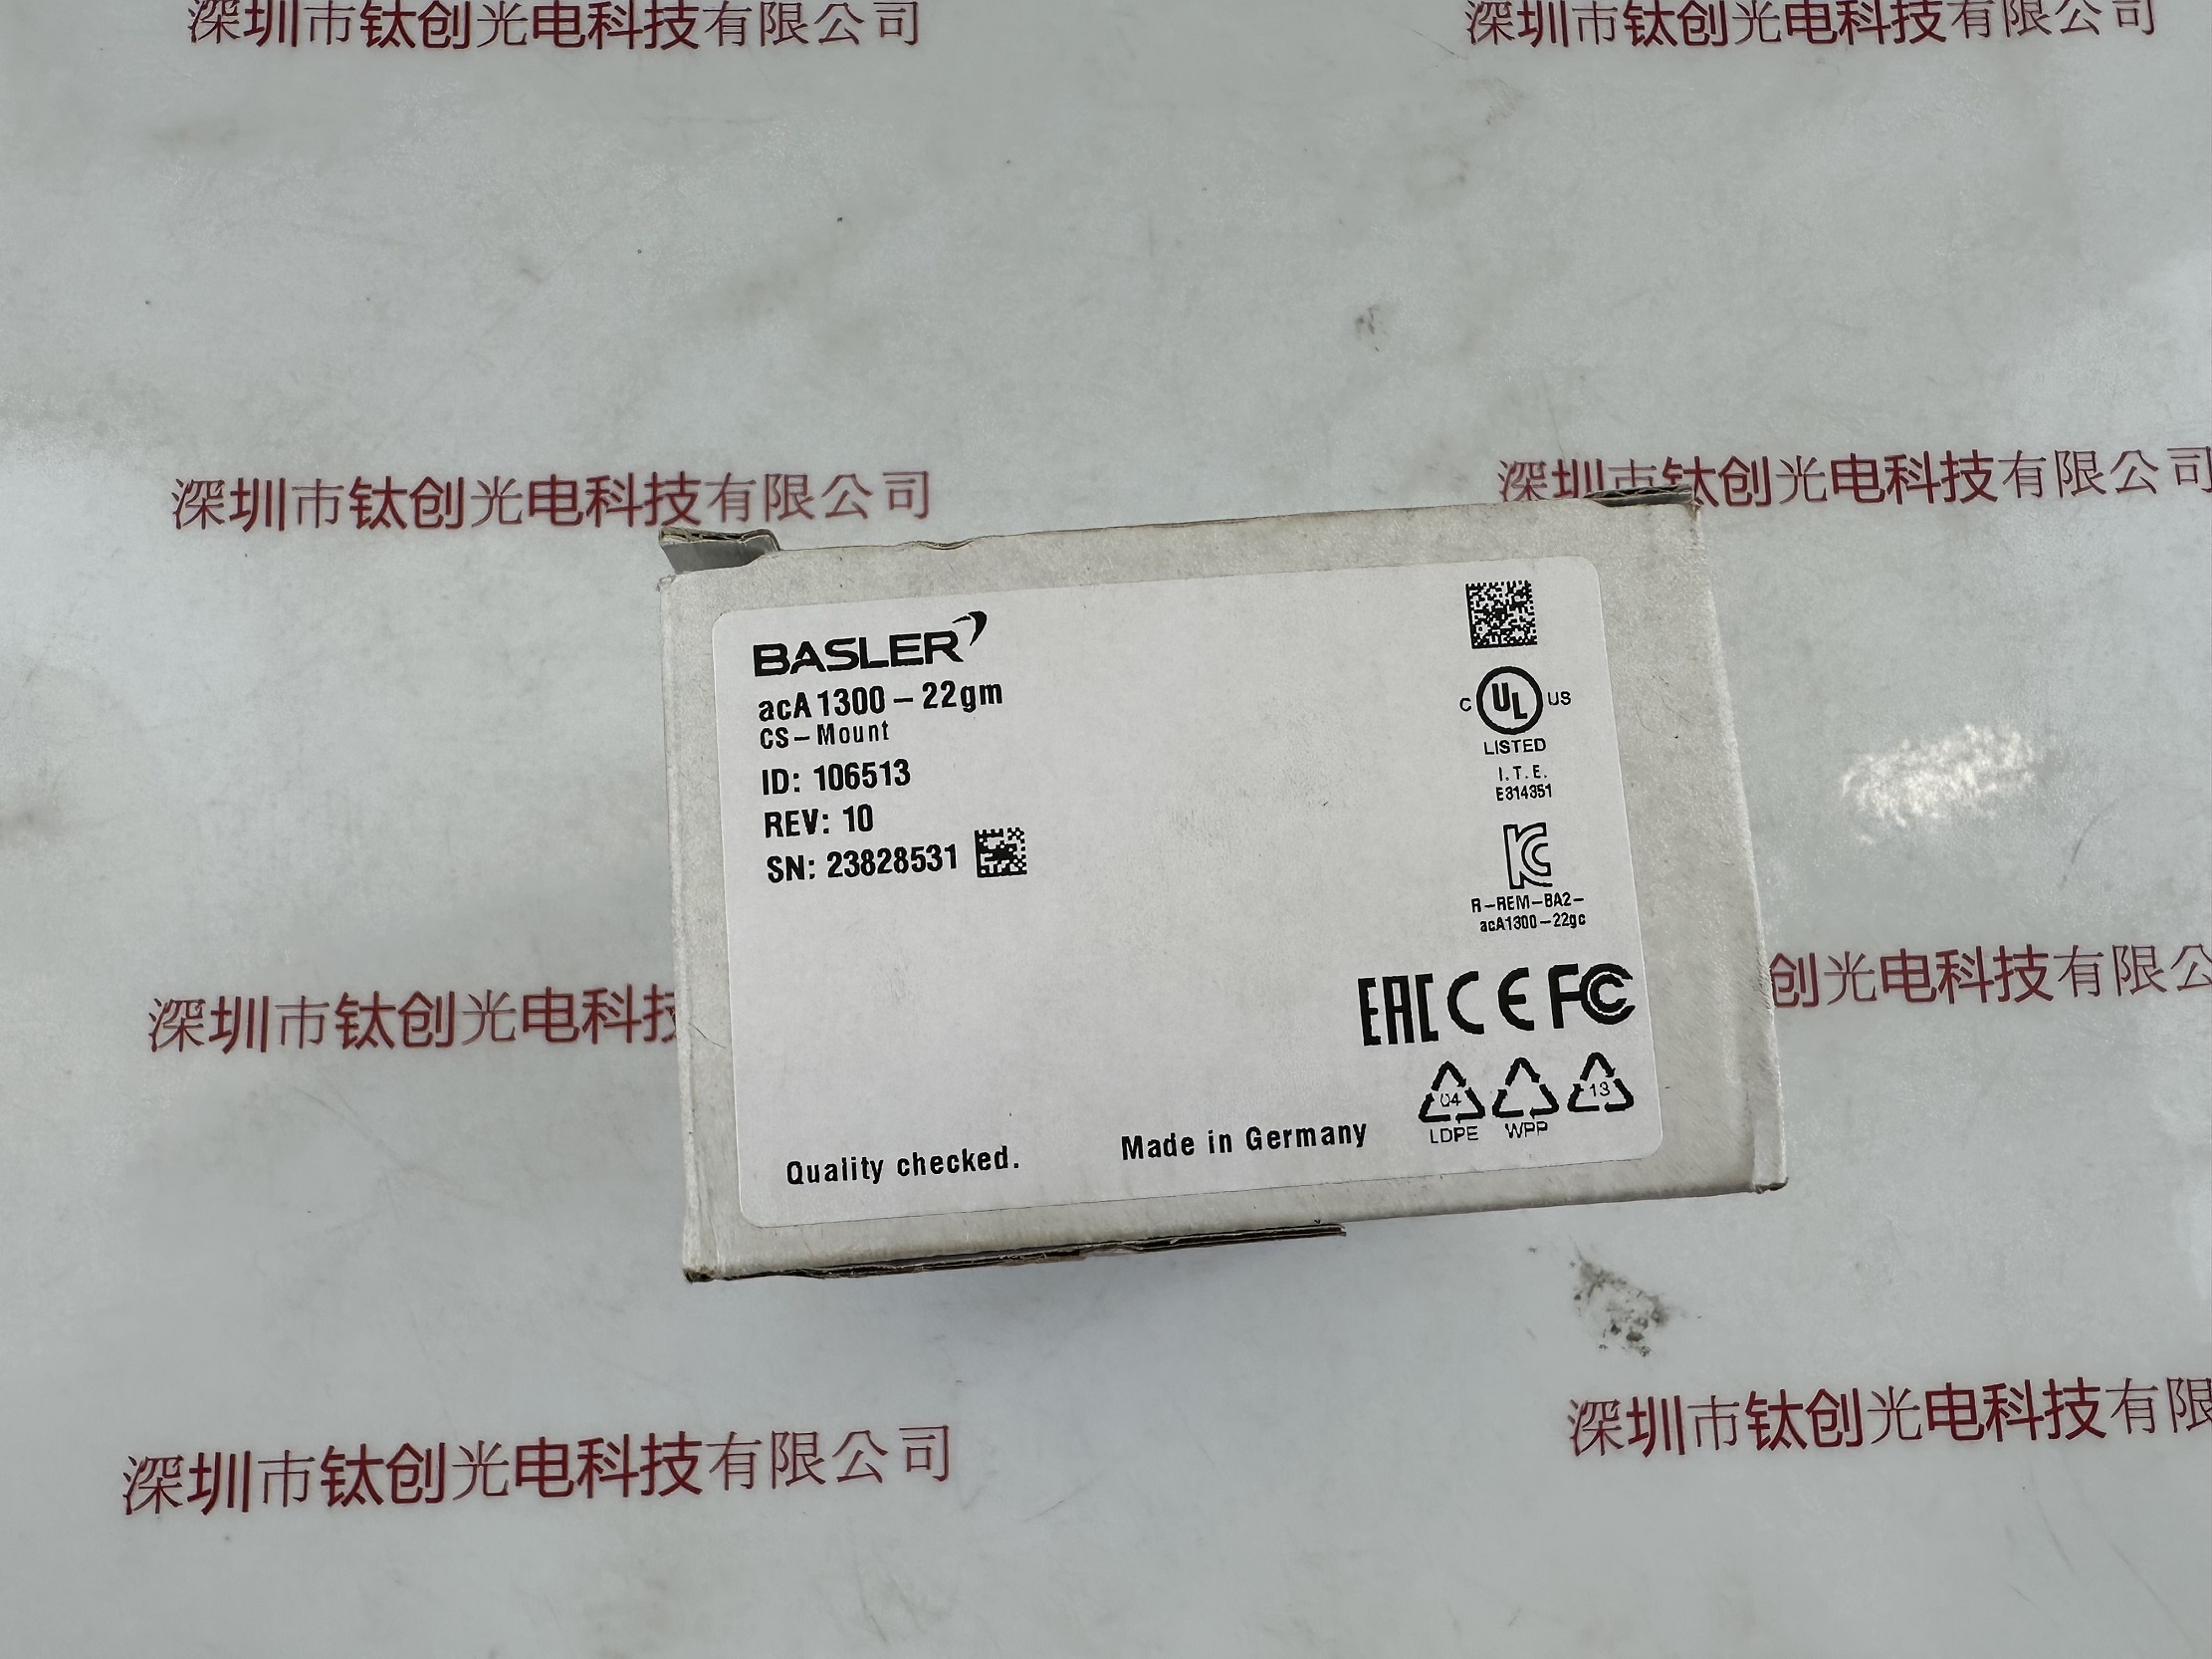 深圳市钛创光电科技有限公司
深圳市钛创光电科技有限公司
深圳市钛创光电科技有限公司
深圳市钛创光电科技有限公司
BASLER
acA1300-22gm
CS-Mount
ID: 106513
REV: 10
SN: 23828531
C UL US
LISTED
I.T.E.
E314351
R-REM-BA2-
acA1300-22gc
EAC CE FC
04 13
LDPE WPP
Quality checked. Made in Germany
深圳市钛创光电科
创光电科技有限公
深圳市钛创光电科技有限公司
深圳市钛创光电科技有限